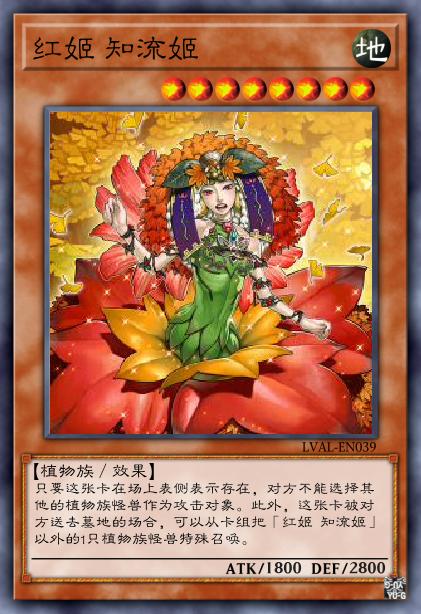 红姬 知流姬
地
LVAL-EN039
【植物族 / 效果】
只要这张卡在场上表侧表示存在，对方不能选择其
他的植物族怪兽作为攻击对象。此外，这张卡被对
方送去墓地的场合，可以从卡组把「红姬 知流姬」
以外的1只植物族怪兽特殊召唤。
ATK/1800 DEF/2800